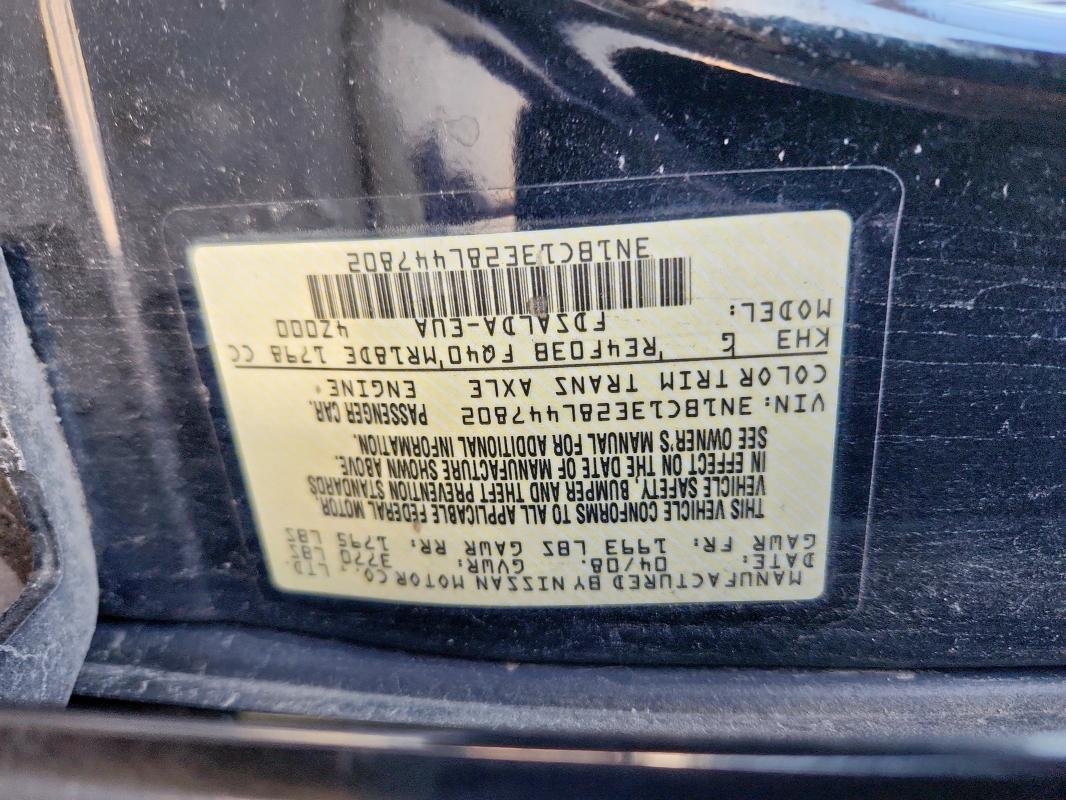 MANUFACTURED BY NISSAN MOTOR CO., LTD.
DATE: 04/08. GVWR: 3770 LBS
GAWR FR: 1993 LBS GAWR RR: 1795 LBS
THIS VEHICLE CONFORMS TO ALL APPLICABLE FEDERAL MOTOR
VEHICLE SAFETY, BUMPER AND THEFT PREVENTION STANDARDS
IN EFFECT ON THE DATE OF MANUFACTURE SHOWN ABOVE.
SEE OWNER'S MANUAL FOR ADDITIONAL INFORMATION.
VIN: 3N1BC13E28L447802 PASSENGER CAR.
COLOR TRIM TRANS AXLE ENGINE
KH3 G RE4F03B FQ40 MR18DE 1798 CC
MODEL: FDSALDA-EUA 4Z000
3N1BC13E28L447802